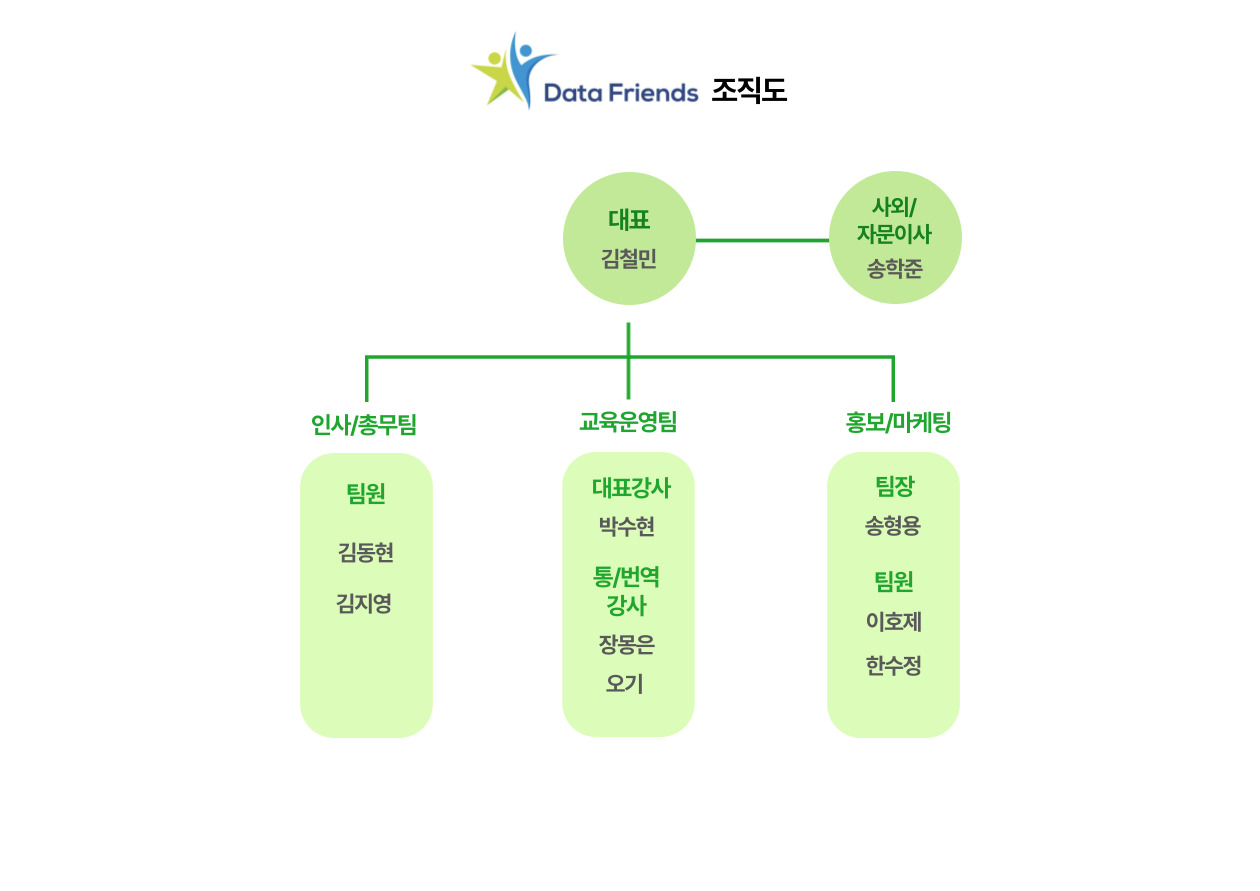 Data Friends 조직도
대표
김철민
사외/
자문이사
송학준
인사/총무팀
팀원
김동현
김지영
교육운영팀
대표강사
박수현
통/번역
강사
장몽은
오기
홍보/마케팅
팀장
송형용
팀원
이호제
한수정